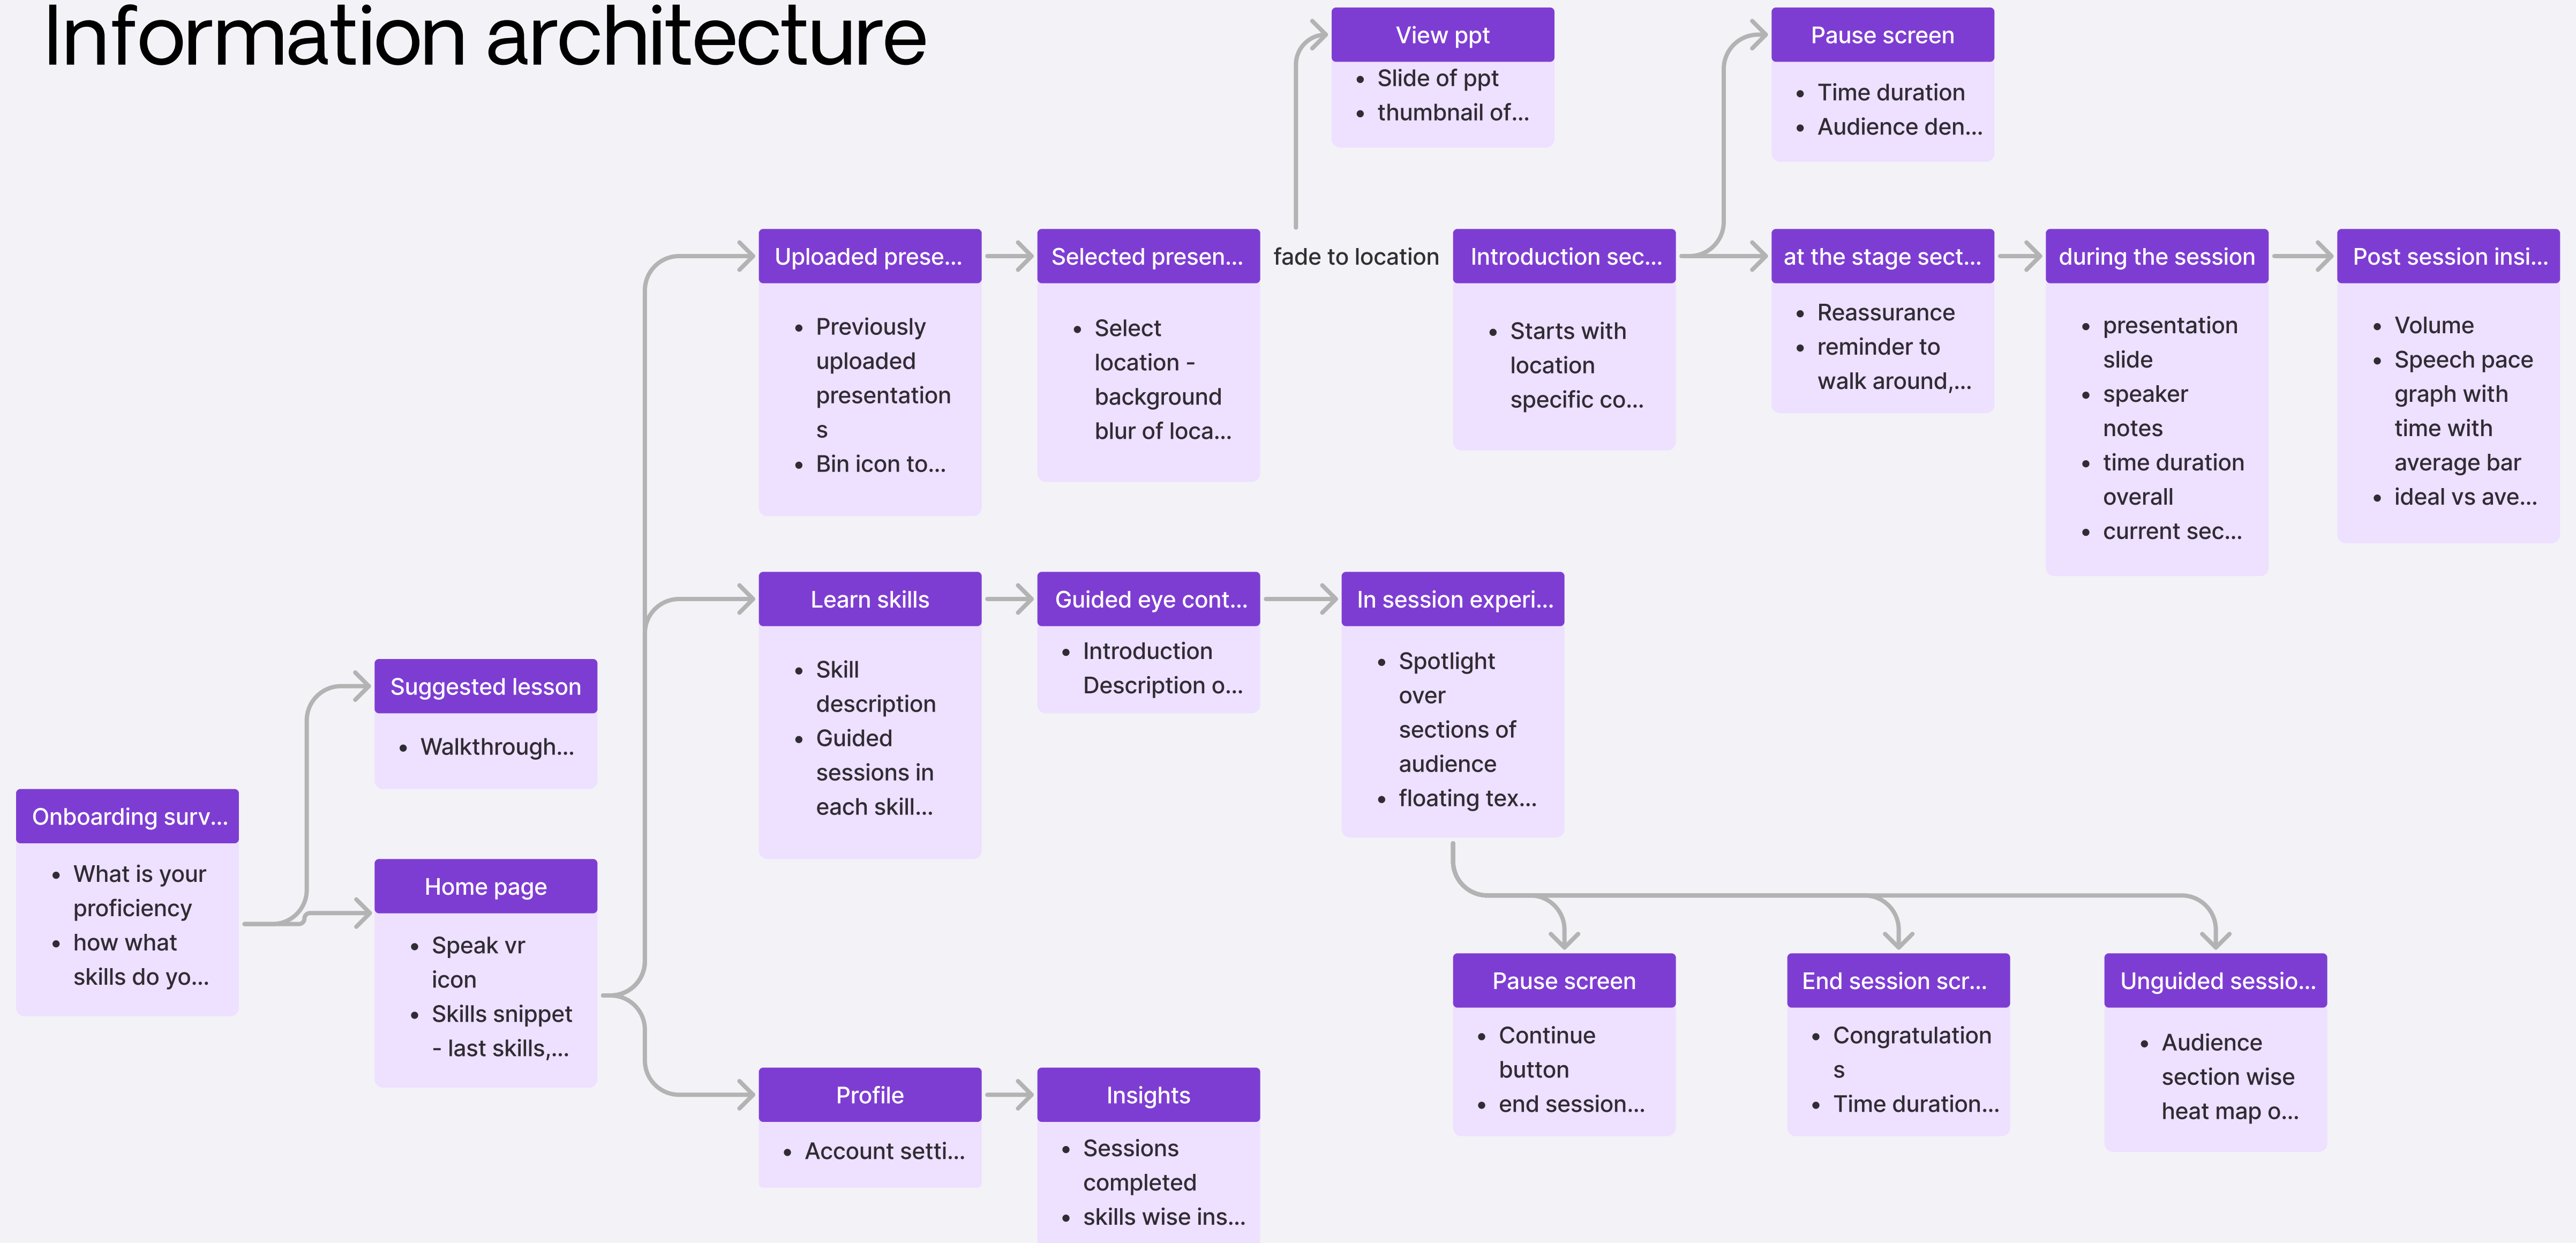 Information architecture
View ppt
• Slide of ppt
• thumbnail of...
Pause screen
• Time duration
• Audience den...
Uploaded prese...
• Previously
uploaded
presentation
s
• Bin icon to...
Selected presen...
• Select
location -
background
blur of loca...
fade to location
Introduction sec...
• Starts with
location
specific co...
at the stage sect...
• Reassurance
• reminder to
walk around,...
during the session
• presentation
slide
• speaker
notes
• time duration
overall
• current sec...
Post session insi...
• Volume
• Speech pace
graph with
time with
average bar
• ideal vs ave...
Learn skills
• Skill
description
• Guided
sessions in
each skill...
Guided eye cont...
• Introduction
Description o...
In session experi...
• Spotlight
over
sections of
audience
• floating tex...
Suggested lesson
• Walkthrough...
Onboarding surv...
• What is your
proficiency
• how what
skills do yo...
Home page
• Speak vr
icon
• Skills snippet
- last skills,...
Pause screen
• Continue
button
• end session...
End session scr...
• Congratulation
s
• Time duration...
Unguided sessio...
• Audience
section wise
heat map o...
Profile
• Account setti...
Insights
• Sessions
completed
• skills wise ins...